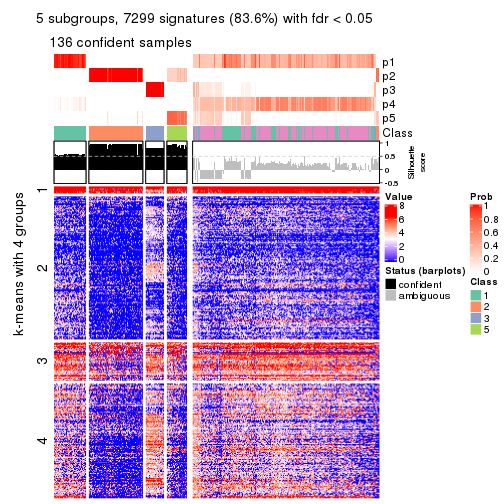 5 subgroups, 7299 signatures (83.6%) with fdr < 0.05
136 confident samples
p1
p2
p3
p4
p5
Class
1
0.5
0
-0.5
Silhouette
score
k-means with 4 groups
1
2
3
4
Value
8
6
4
2
0
Status (barplots)
confident
ambiguous
Prob
1
0.8
0.6
0.4
0.2
0
Class
1
2
3
5